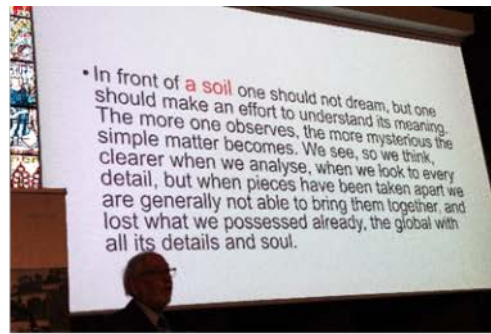 • In front of a soil one should not dream, but one
should make an effort to understand its meaning.
The more one observes, the more mysterious the
simple matter becomes. We see, so we think,
clearer when we analyse, when we look to every
detail, but when pieces have been taken apart we
are generally not able to bring them together, and
lost what we possessed already, the global with
all its details and soul.